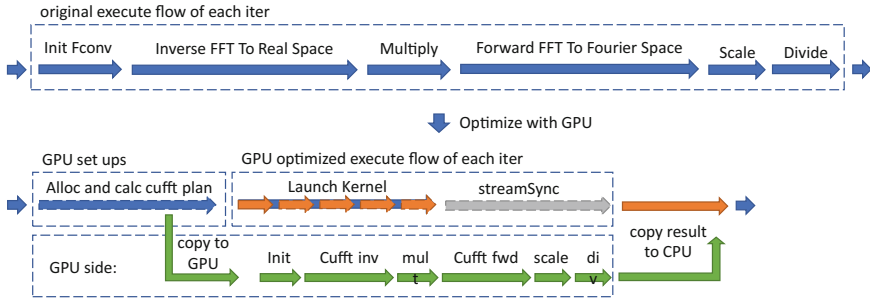 original execute flow of each iter
Init Fconv
Inverse FFT To Real Space
Multiply
Forward FFT To Fourier Space
Scale
Divide
Optimize with GPU
GPU set ups
GPU optimized execute flow of each iter
Alloc and calc cufft plan
Launch Kernel
streamSync
copy to
GPU
copy result
to CPU
GPU side:
Init
Cufft inv
mul
t
Cufft fwd
scale
di
v